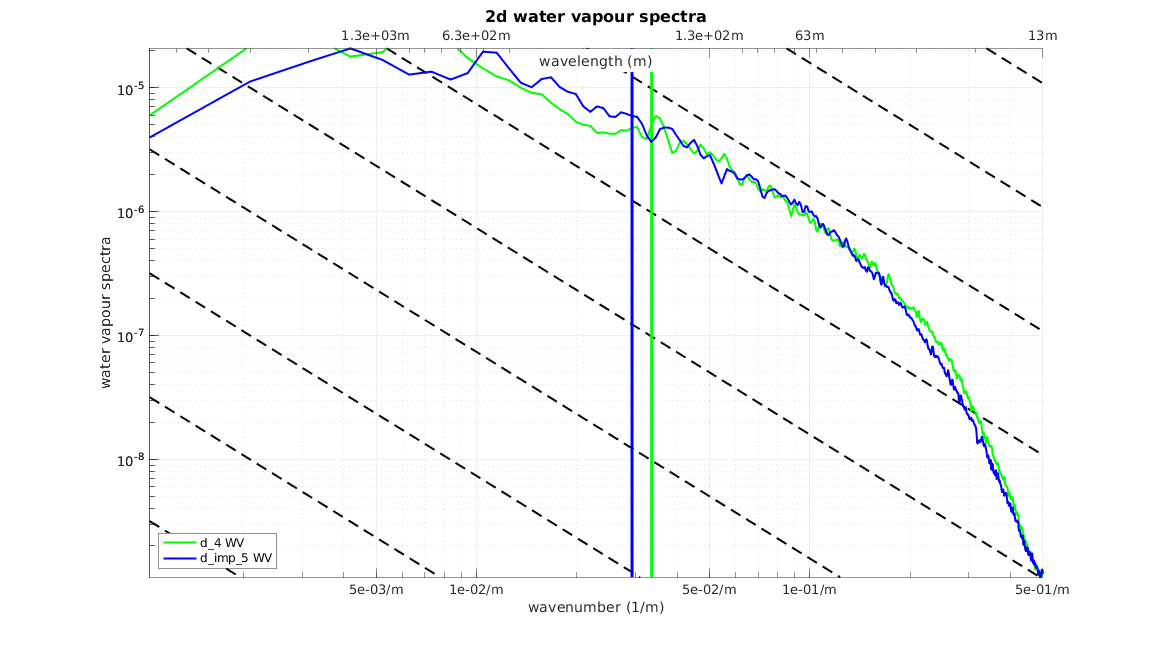 2d water vapour spectra
1.3e+03m 6.3e+02m 1.3e+02m 63m 13m
wavelength (m)
10-5
10-6
10-7
10-8
water vapour spectra
d_4 WV
d_imp_5 WV
5e-03/m 1e-02/m 5e-02/m 1e-01/m 5e-01/m
wavenumber (1/m)